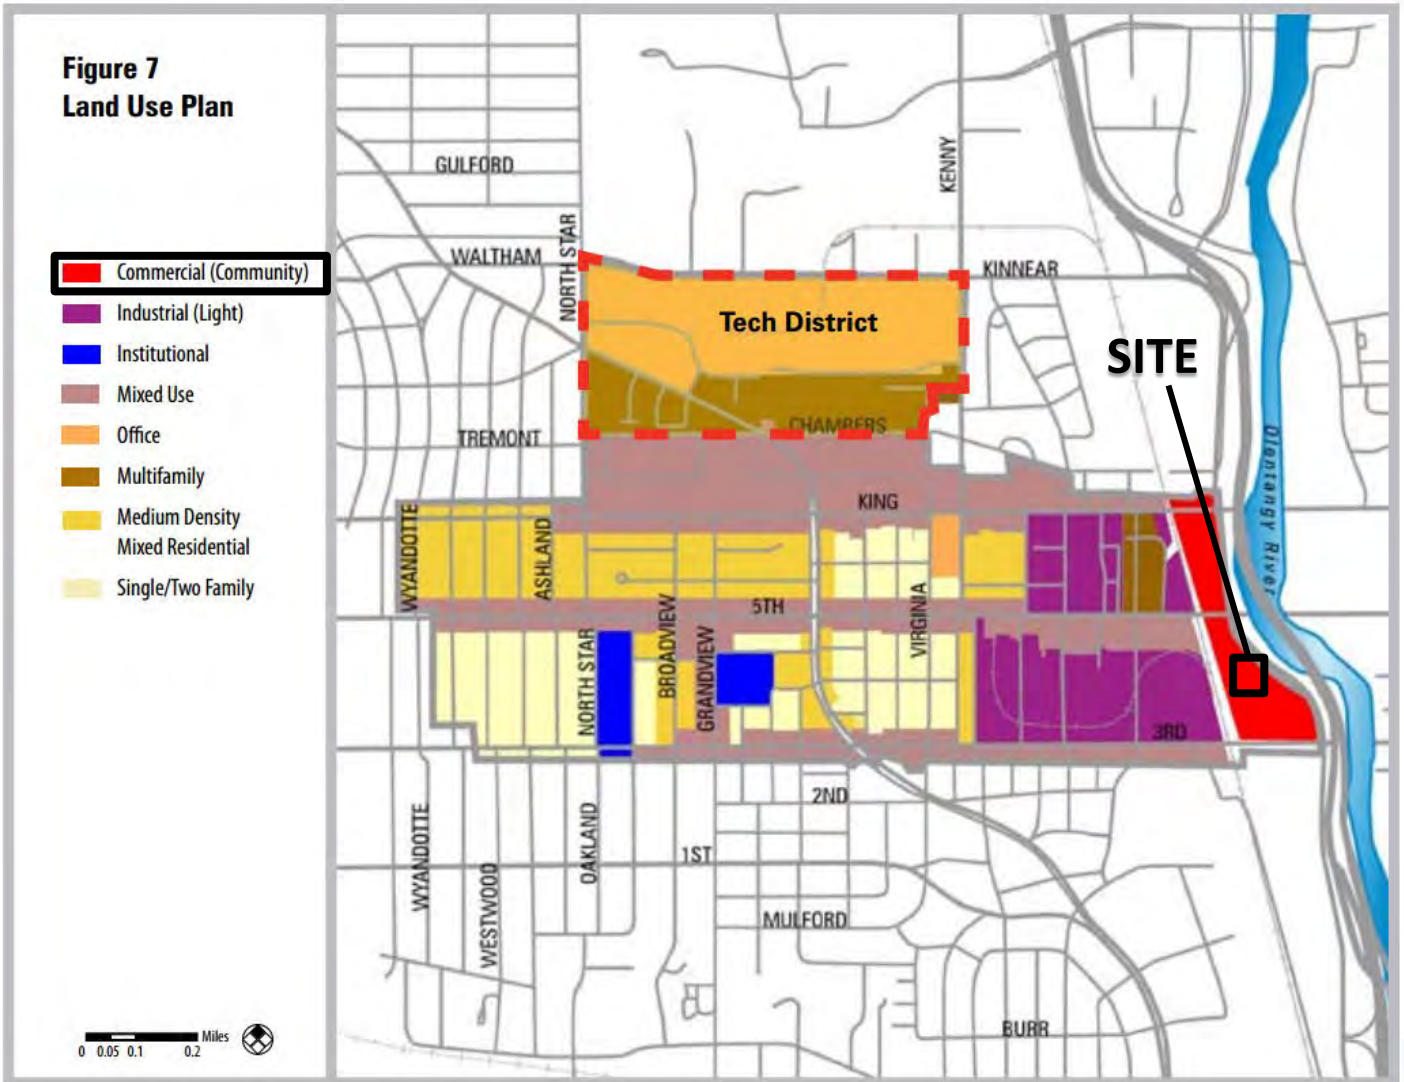 Figure 7
Land Use Plan
Commercial (Community)
Industrial (Light)
Institutional
Mixed Use
Office
Multifamily
Medium Density
Mixed Residential
Single/Two Family
Miles
0 0.05 0.1 0.2
GULFORD
KENNY
NORTH STAR
WALTHAM
KINNEAR
Tech District
SITE
CHAMBERS
TREMONT
Olentangy River
KING
WYANDOTTE
ASHLAND
5TH
VIRGINIA
BROADVIEW
NORTH STAR
GRANDVIEW
3RD
2ND
WYANDOTTE
OAKLAND
1ST
WESTWOOD
MULFORD
BURR